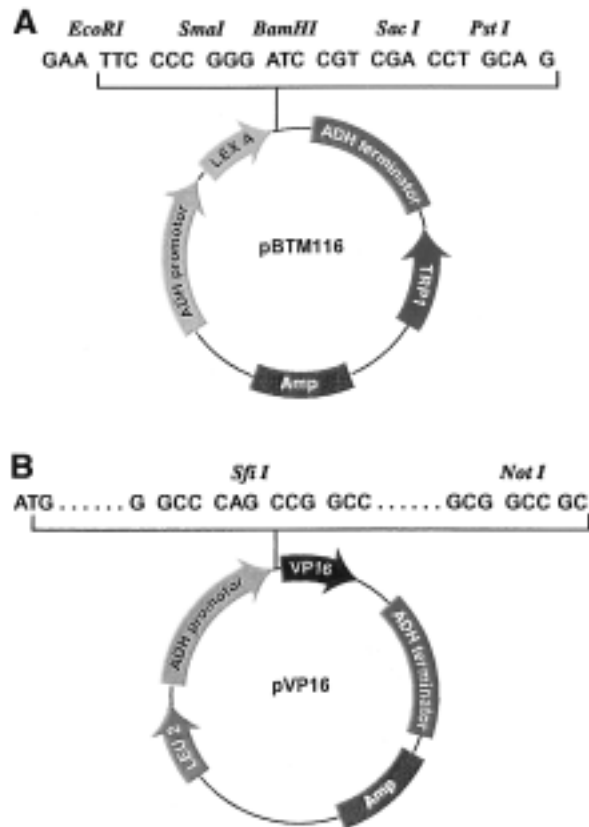 A
EcoRI SmaI BamHI Sac I Pst I
GAA TTC CCC GGG ATC CGT CGA CCT GCA G
LEX A
ADH terminator
ADH promotor
pBTM116
TRP1
Amp
B
Sfi I Not I
ATG ...... G GCC CAG CCG GCC ...... GCG GCC GC
VP16
ADH promotor
ADH terminator
pVP16
LEU 2
Amp